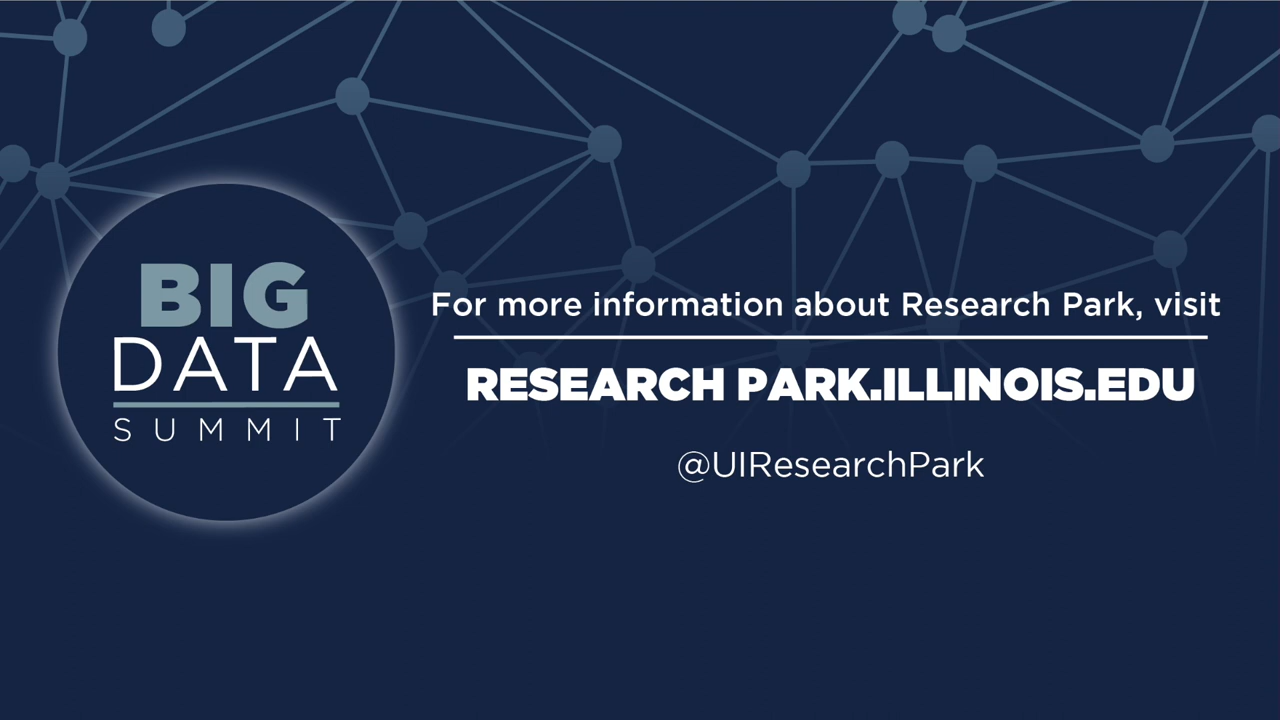 BIG
DATA
SUMMIT
For more information about Research Park, visit
RESEARCH PARK.ILLINOIS.EDU
@UIResearchPark